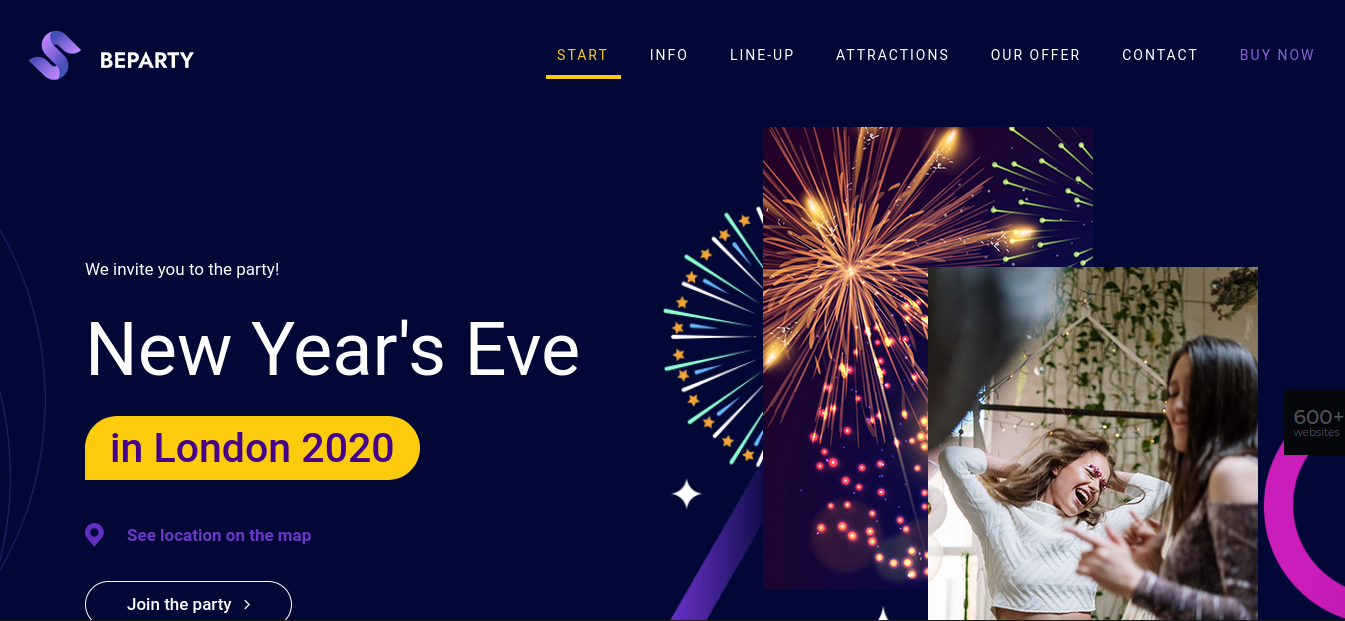 BEPARTY
START
INFO
LINE-UP
ATTRACTIONS
OUR OFFER
CONTACT
BUY NOW
We invite you to the party!
New Year's Eve
in London 2020
See location on the map
Join the party
600+
websites